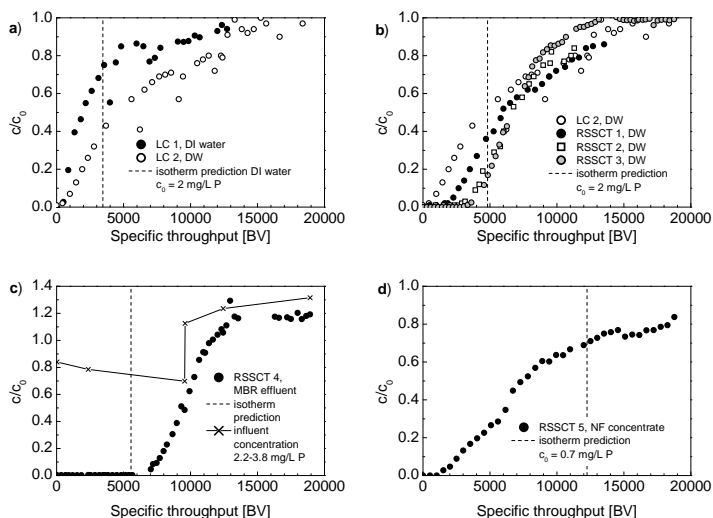 a)
1.0
0.8
0.6
0.4
0.2
0.0
c/c0
LC 1, DI water
LC 2, DW
isotherm prediction DI water
c0 = 2 mg/L P
0 5000 10000 15000 20000
Specific throughput [BV]
b)
1.0
0.8
0.6
0.4
0.2
0.0
c/c0
LC 2, DW
RSSCT 1, DW
RSSCT 2, DW
RSSCT 3, DW
isotherm prediction
c0 = 2 mg/L P
0 5000 10000 15000 20000
Specific throughput [BV]
c)
1.4
1.2
1.0
0.8
0.6
0.4
0.2
0.0
c/c0
RSSCT 4,
MBR effluent
isotherm
prediction
influent
concentration
2.2-3.8 mg/L P
0 5000 10000 15000 20000
Specific throughput [BV]
d)
1.0
0.8
0.6
0.4
0.2
0.0
c/c0
RSSCT 5, NF concentrate
isotherm prediction
c0 = 0.7 mg/L P
0 5000 10000 15000 20000
Specific throughput [BV]